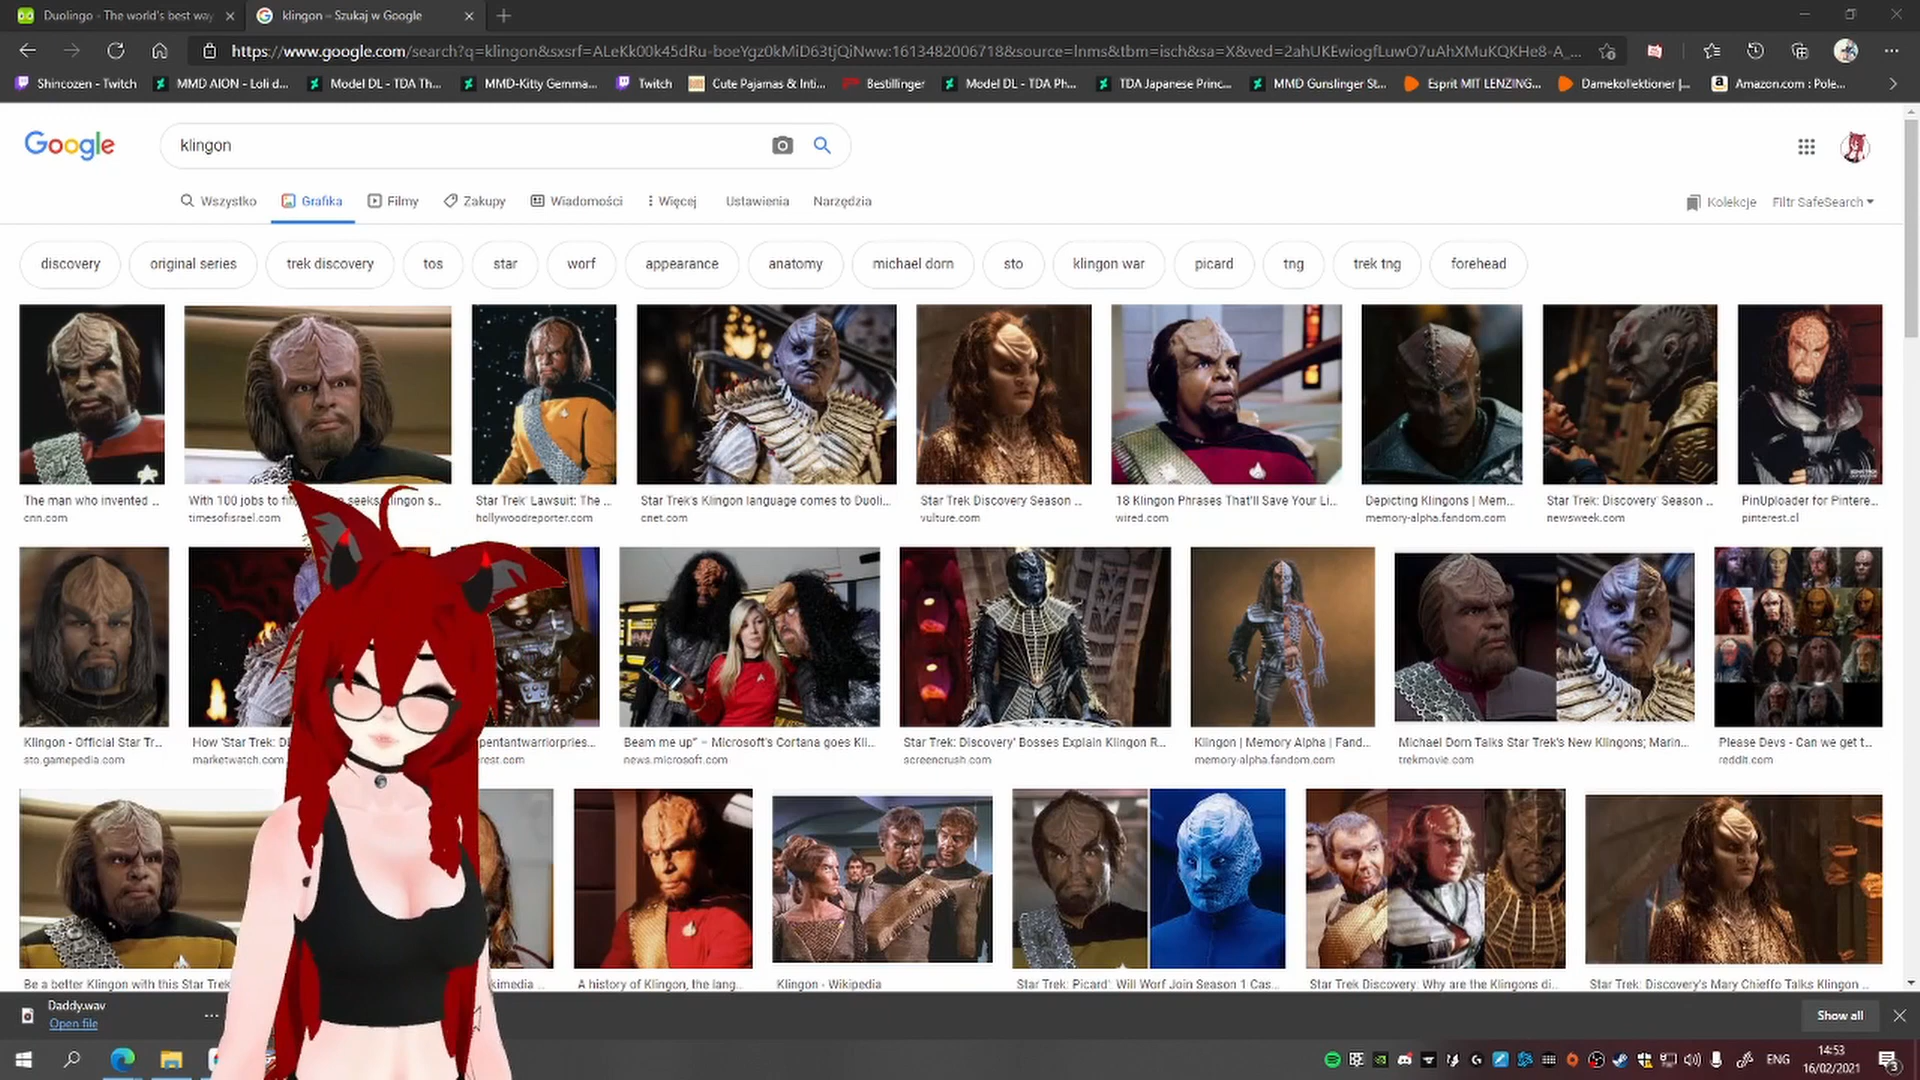 Duolingo - The world's best way
klingon – Szukaj w Google
https://www.google.com/search?q=klingon&sxsrf=ALeKk00k45dRu-boeYgz0kMiD63tjQiNww:1613482006718&source=lnms&tbm=isch&sa=X&ved=2ahUKEwiogfLuwO7uAhXMuKQKHe8-A_...
Shincozen - Twitch
MMD AION - Loli d...
Model DL - TDA Th...
MMD-Kitty Gemma...
Twitch
Cute Pajamas & Inti...
Bestillinger
Model DL - TDA Ph...
TDA Japanese Princ...
MMD Gunslinger St...
Esprit MIT LENZING...
Damekollektioner |...
Amazon.com : Pole...
Google
klingon
Wszystko
Grafika
Filmy
Zakupy
Wiadomości
Więcej
Ustawienia
Narzędzia
Kolekcje
Filtr SafeSearch
discovery
original series
trek discovery
tos
star
worf
appearance
anatomy
michael dorn
sto
klingon war
picard
tng
trek tng
forehead
The man who invented ...
cnn.com
With 100 jobs to seeks klingon s...
timesofisrael.com
Star Trek' Lawsuit: The ...
hollywoodreporter.com
Star Trek's Klingon language comes to Duoli...
cnet.com
Star Trek Discovery Season ...
vulture.com
18 Klingon Phrases That'll Save Your Li...
wired.com
Depicting Klingons | Mem...
memory-alpha.fandom.com
Star Trek: Discovery' Season ...
newsweek.com
PinUploader for Pintere...
pinterest.cl
Klingon - Official Star Tr...
sto.gamepedia.com
How 'Star Trek: Di
marketwatch.com
pentantwarriorpries...
rest.com
Beam me up" – Microsoft's Cortana goes Kli...
news.microsoft.com
Star Trek: Discovery' Bosses Explain Klingon R...
screencrush.com
Klingon | Memory Alpha | Fand...
memory-alpha.fandom.com
Michael Dorn Talks Star Trek's New Klingons; Marin...
trekmovie.com
Please Devs - Can we get t...
reddit.com
Be a better Klingon with this Star Trek
kimedia ...
A history of Klingon, the lang...
Klingon - Wikipedia
Star Trek: Picard': Will Worf Join Season 1 Cas...
Star Trek Discovery: Why are the Klingons di...
Star Trek: Discovery's Mary Chieffo Talks Klingon ...
Daddy.wav
Open file
Show all
ENG
14:53
16/02/2021
3